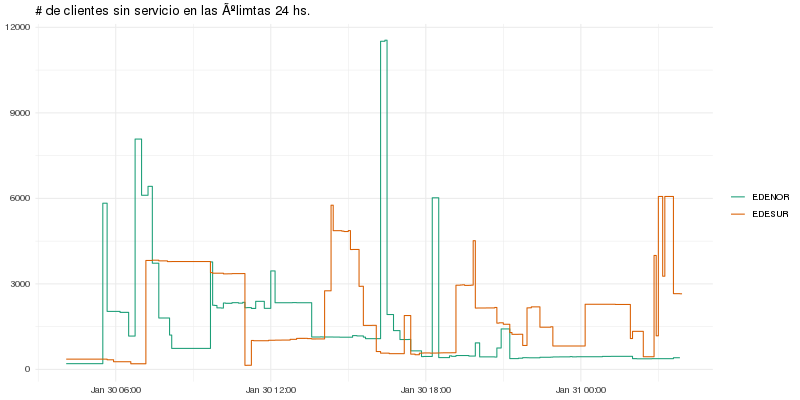 # de clientes sin servicio en las Ãºlimtas 24 hs.
12000
9000
6000
3000
0
Jan 30 06:00
Jan 30 12:00
Jan 30 18:00
Jan 31 00:00
EDENOR
EDESUR